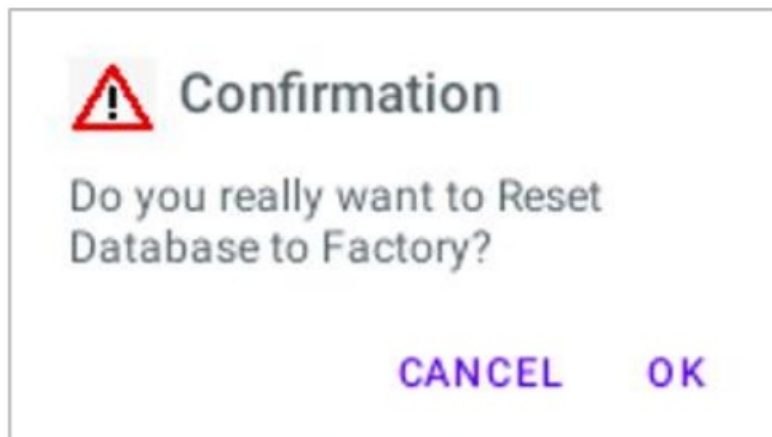 Confirmation
Do you really want to Reset
Database to Factory?
CANCEL OK